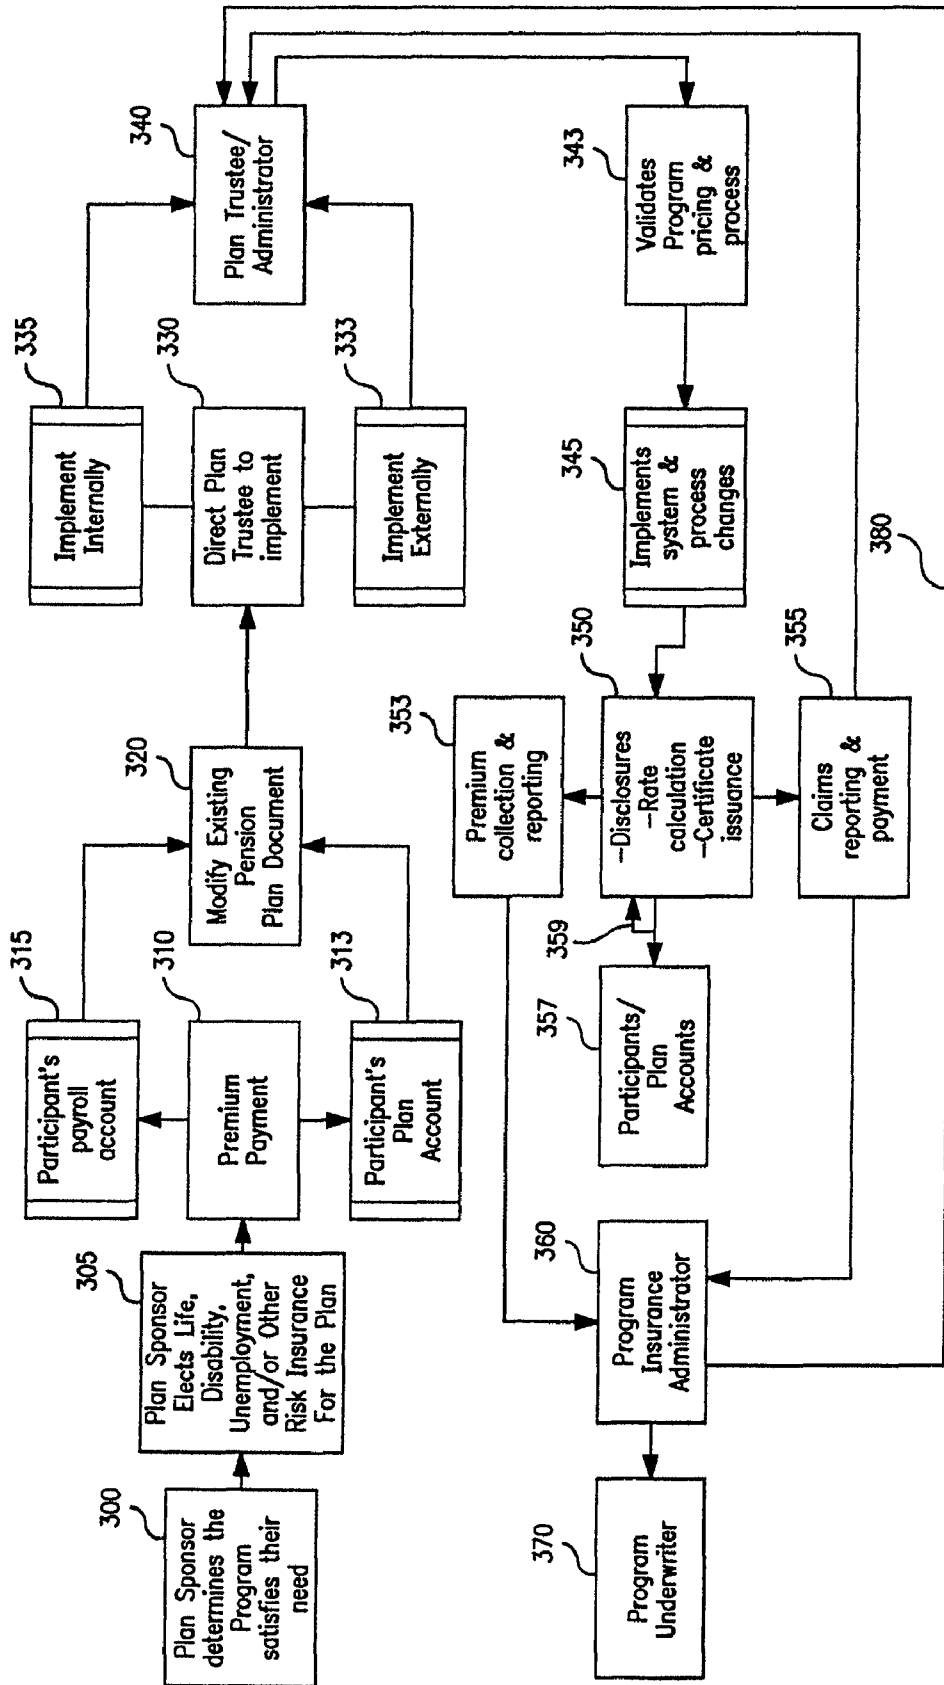 300
Plan Sponsor
determines the
Program
satisfies their
need
305
Plan Sponsor
Elects Life,
Disability,
Unemployment,
and/or Other
Risk Insurance
For the Plan
315
Participant's
payroll
account
310
Premium
Payment
313
Participant's
Plan
Account
320
Modify Existing
Pension
Plan Document
335
Implement
Internally
330
Direct Plan
Trustee to
implement
333
Implement
Externally
340
Plan Trustee/
Administrator
343
Validates
Program
pricing &
process
345
Implements
system &
process
changes
353
Premium
collection &
reporting
350
–Disclosures
–Rate
calculation
–Certificate
issuance
355
Claims
reporting &
payment
359
357
Participants/
Plan
Accounts
360
Program
Insurance
Administrator
370
Program
Underwriter
380